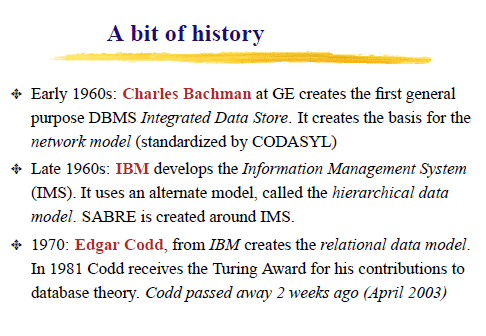 A bit of history
Early 1960s: Charles Bachman at GE creates the first general
purpose DBMS Integrated Data Store. It creates the basis for the
network model (standardized by CODASYL)
Late 1960s: IBM develops the Information Management System
(IMS). It uses an alternate model, called the hierarchical data
model. SABRE is created around IMS.
1970: Edgar Codd, from IBM creates the relational data model.
In 1981 Codd receives the Turing Award for his contributions to
database theory. Codd passed away 2 weeks ago (April 2003)